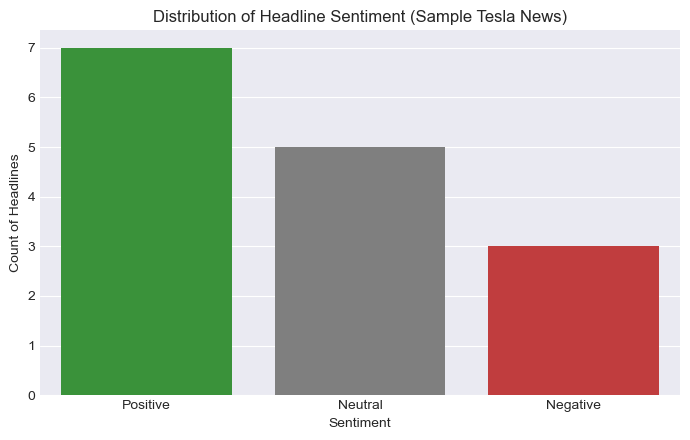 Distribution of Headline Sentiment (Sample Tesla News)
Count of Headlines
7
6
5
4
3
2
1
0
Positive
Neutral
Negative
Sentiment